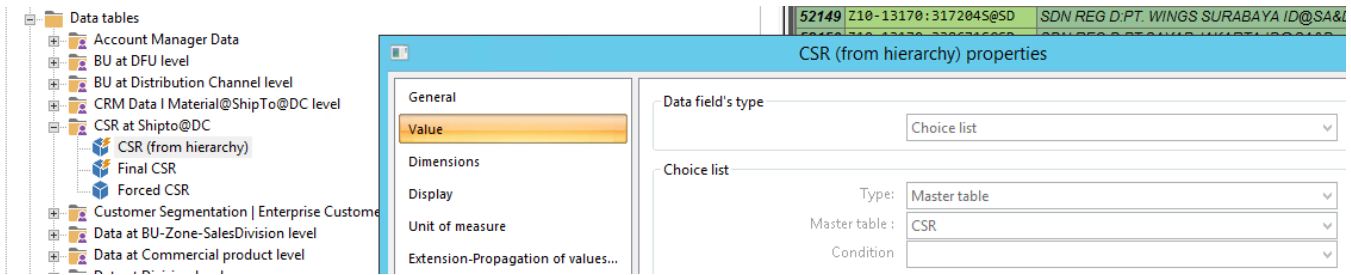 Data tables
Account Manager Data
BU at DFU level
BU at Distribution Channel level
CRM Data I Material@ShipTo@DC level
CSR at Shipto@DC
CSR (from hierarchy)
Final CSR
Forced CSR
Customer Segmentation | Enterprise Custome
Data at BU-Zone-SalesDivision level
Data at Commercial product level
52149 Z10-13170:317204S@SD SDN REG D:PT. WINGS SURABAYA ID@SA&D
CSR (from hierarchy) properties
General
Value
Dimensions
Display
Unit of measure
Extension-Propagation of values...
Data field's type
Choice list
Choice list
Type: Master table
Master table : CSR
Condition